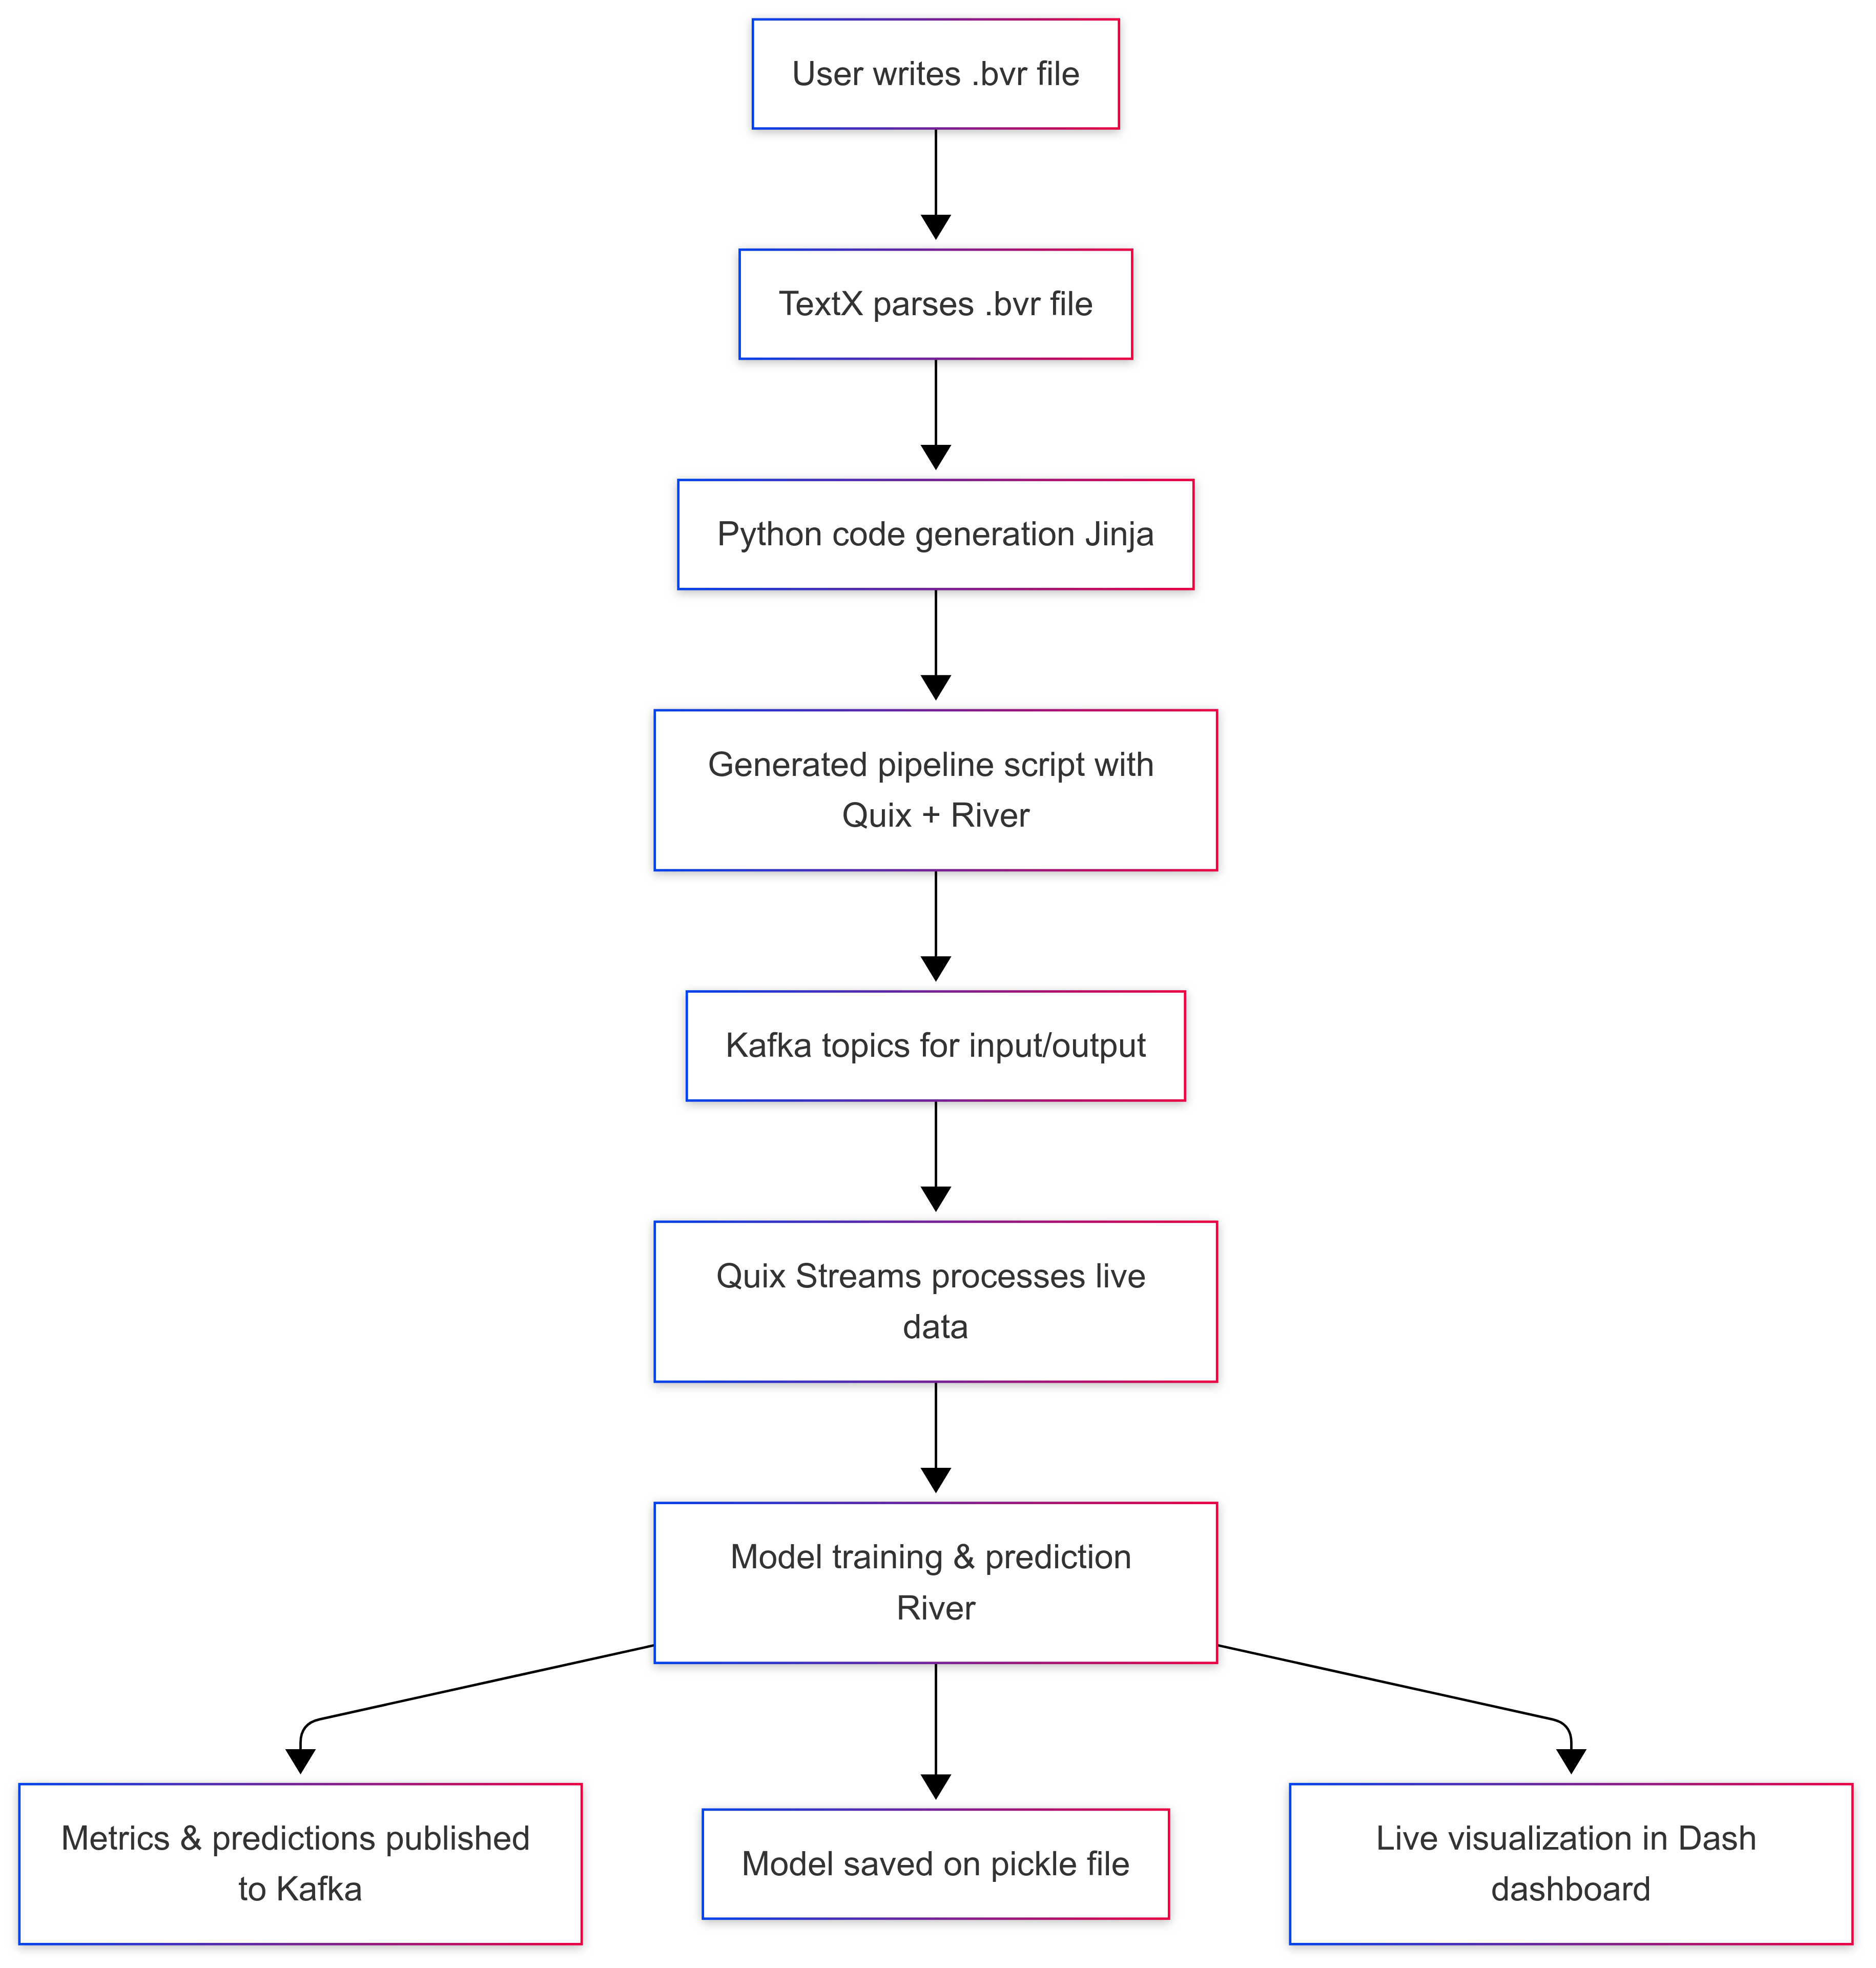 User writes .bvr file
TextX parses .bvr file
Python code generation Jinja
Generated pipeline script with
Quix + River
Kafka topics for input/output
Quix Streams processes live
data
Model training & prediction
River
Metrics & predictions published
to Kafka
Model saved on pickle file
Live visualization in Dash
dashboard